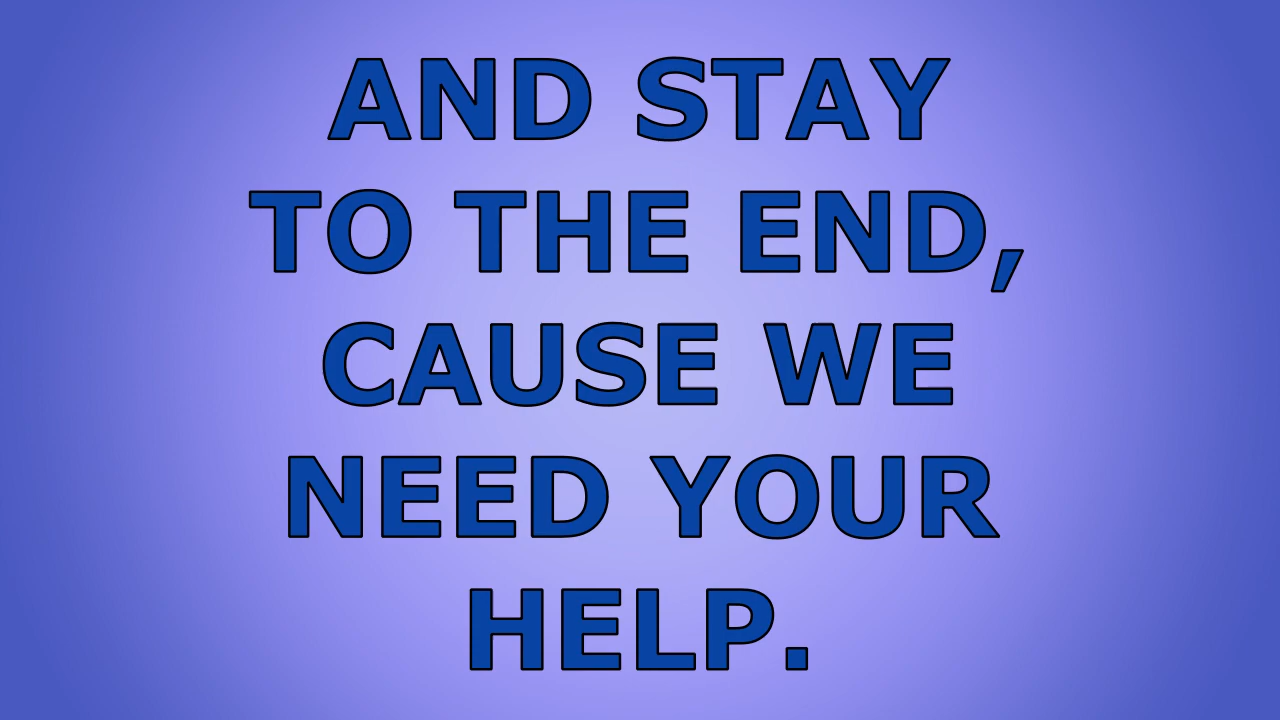 AND STAY
TO THE END,
CAUSE WE
NEED YOUR
HELP.